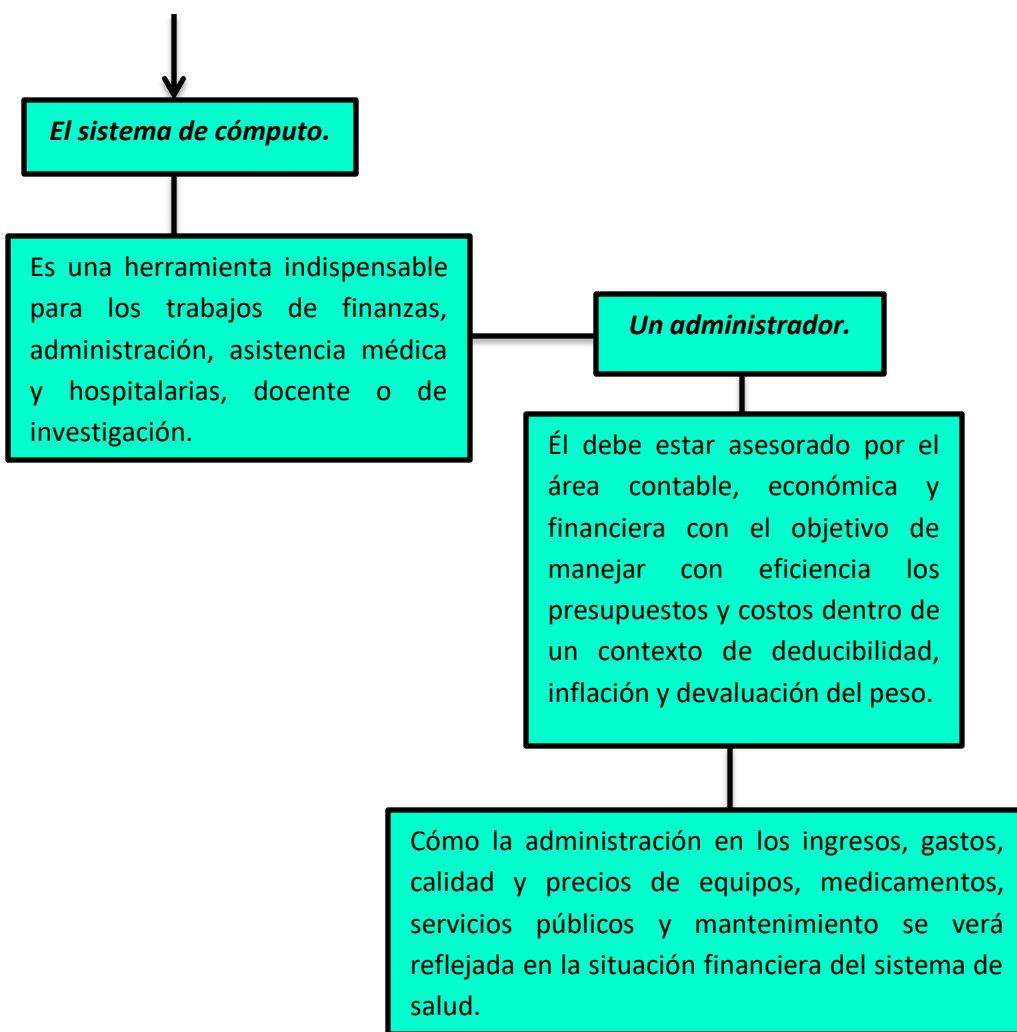 El sistema de cómputo.
Es una herramienta indispensable
para los trabajos de finanzas,
administración, asistencia médica
y hospitalarias, docente o de
investigación.
Un administrador.
Él debe estar asesorado por el
área contable, económica y
financiera con el objetivo de
manejar con eficiencia los
presupuestos y costos dentro de
un contexto de deducibilidad,
inflación y devaluación del peso.
Cómo la administración en los ingresos, gastos,
calidad y precios de equipos, medicamentos,
servicios públicos y mantenimiento se verá
reflejada en la situación financiera del sistema de
salud.